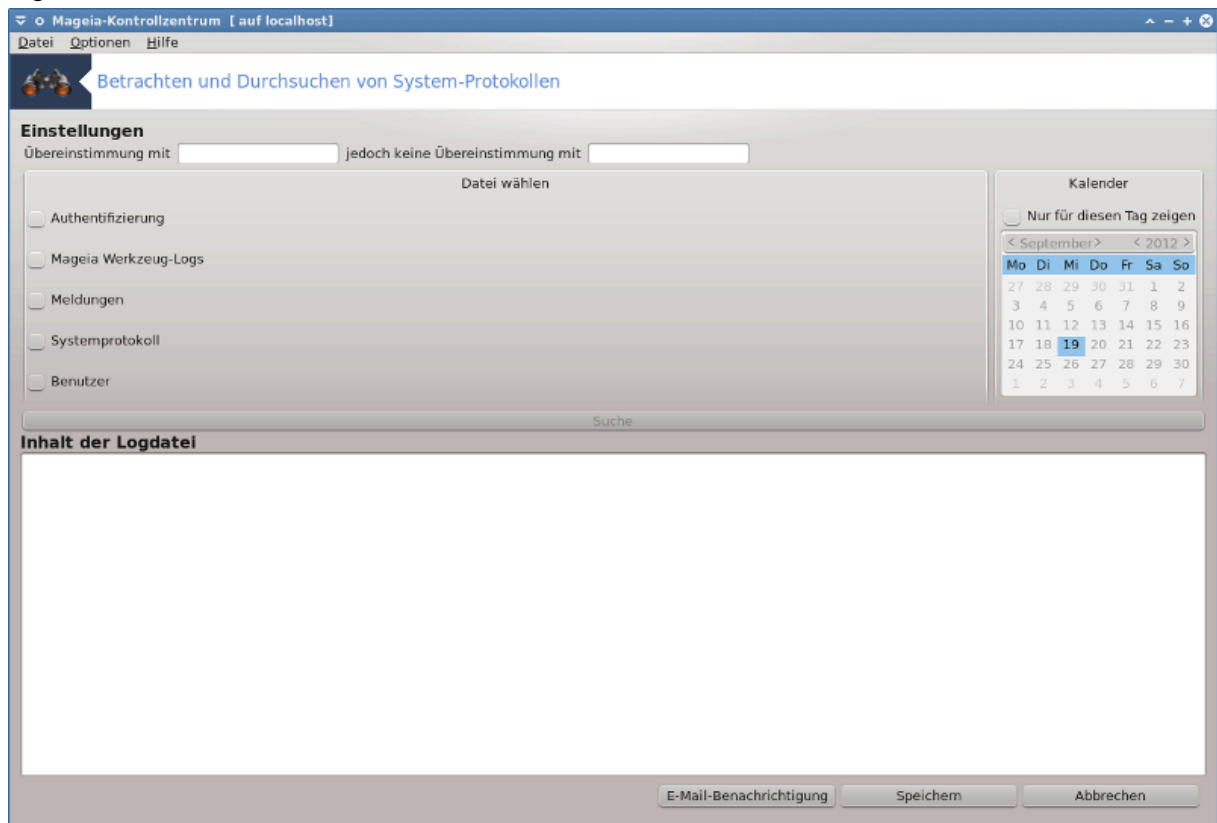 Mageia-Kontrollzentrum [ auf localhost]
Datei Optionen Hilfe
Betrachten und Durchsuchen von System-Protokollen
Einstellungen
Übereinstimmung mit jedoch keine Übereinstimmung mit
Datei wählen
Authentifizierung
Mageia Werkzeug-Logs
Meldungen
Systemprotokoll
Benutzer
Kalender
Nur für diesen Tag zeigen
< September > < 2012 >
Mo Di Mi Do Fr Sa So
27 28 29 30 31 1 2
3 4 5 6 7 8 9
10 11 12 13 14 15 16
17 18 19 20 21 22 23
24 25 26 27 28 29 30
1 2 3 4 5 6 7
Suche
Inhalt der Logdatei
E-Mail-Benachrichtigung Speichern Abbrechen